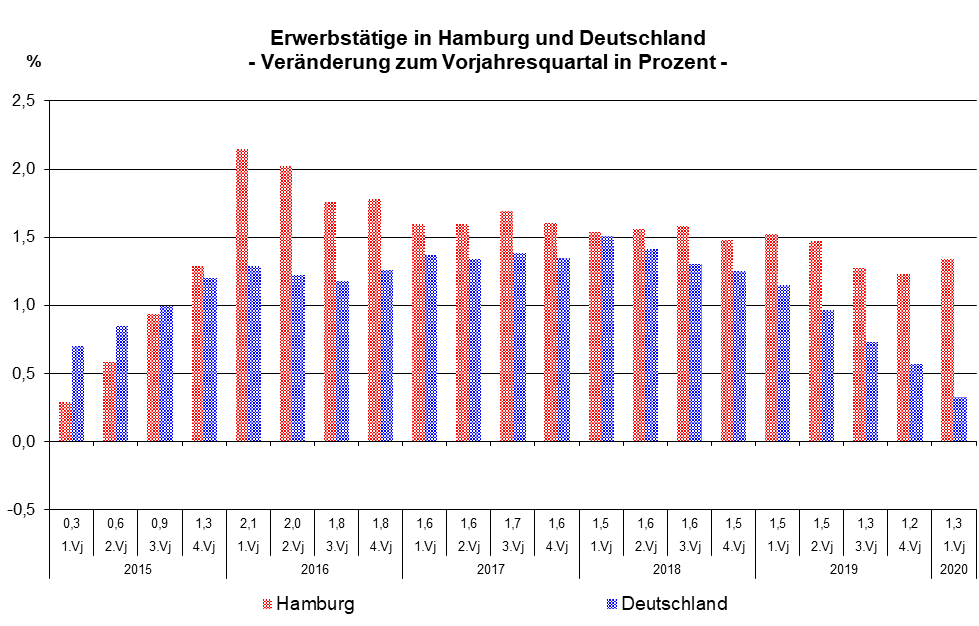 Erwerbstätige in Hamburg und Deutschland
- Veränderung zum Vorjahresquartal in Prozent -
%
2,5
2,0
1,5
1,0
0,5
0,0
-0,5
0,3 0,6 0,9 1,3 2,1 2,0 1,8 1,8 1,6 1,6 1,7 1,6 1,5 1,6 1,6 1,5 1,5 1,5 1,3 1,2 1,3
1.Vj 2.Vj 3.Vj 4.Vj 1.Vj 2.Vj 3.Vj 4.Vj 1.Vj 2.Vj 3.Vj 4.Vj 1.Vj 2.Vj 3.Vj 4.Vj 1.Vj 2.Vj 3.Vj 4.Vj 1.Vj
2015 2016 2017 2018 2019 2020
Hamburg Deutschland